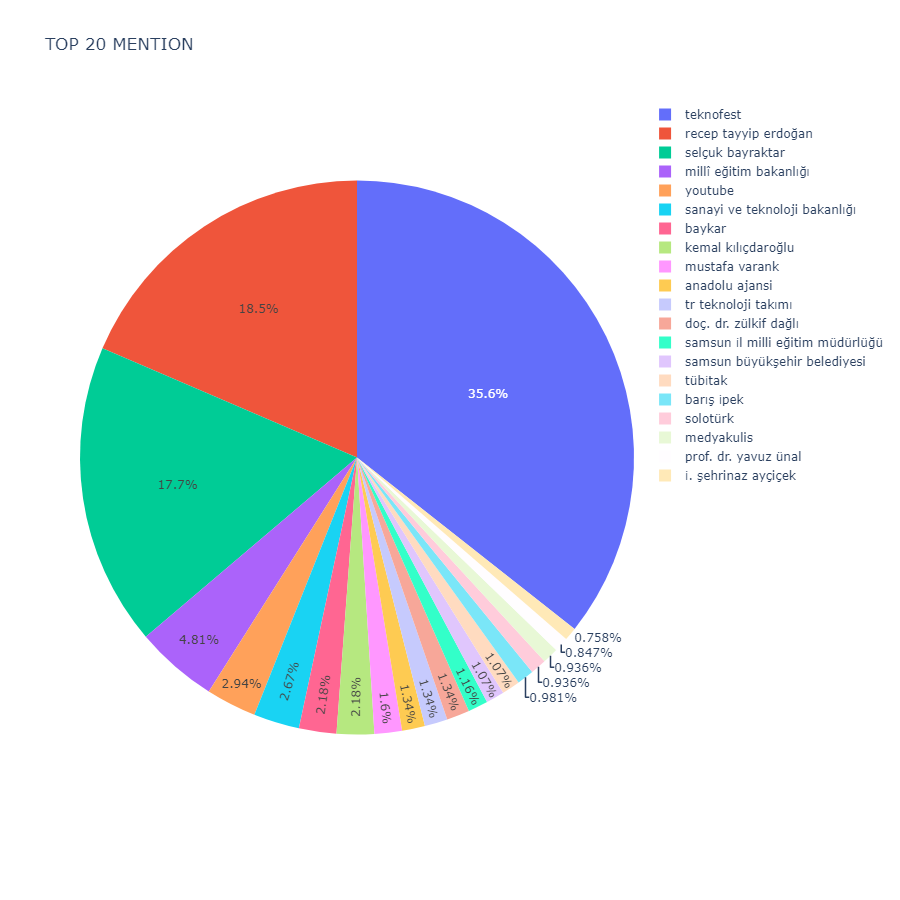 TOP 20 MENTION
teknofest
recep tayyip erdoğan
selçuk bayraktar
millî eğitim bakanlığı
youtube
sanayi ve teknoloji bakanlığı
baykar
kemal kılıçdaroğlu
mustafa varank
anadolu ajansi
tr teknoloji takımı
doç. dr. zülkif dağlı
samsun il milli eğitim müdürlüğü
samsun büyükşehir belediyesi
tübitak
barış ipek
solotürk
medyakulis
prof. dr. yavuz ünal
i. şehrinaz ayçiçek
35.6%
18.5%
17.7%
4.81%
2.94%
2.67%
2.18%
2.18%
1.6%
1.34%
1.34%
1.34%
1.16%
1.07%
1.07%
0.981%
0.936%
0.936%
0.847%
0.758%